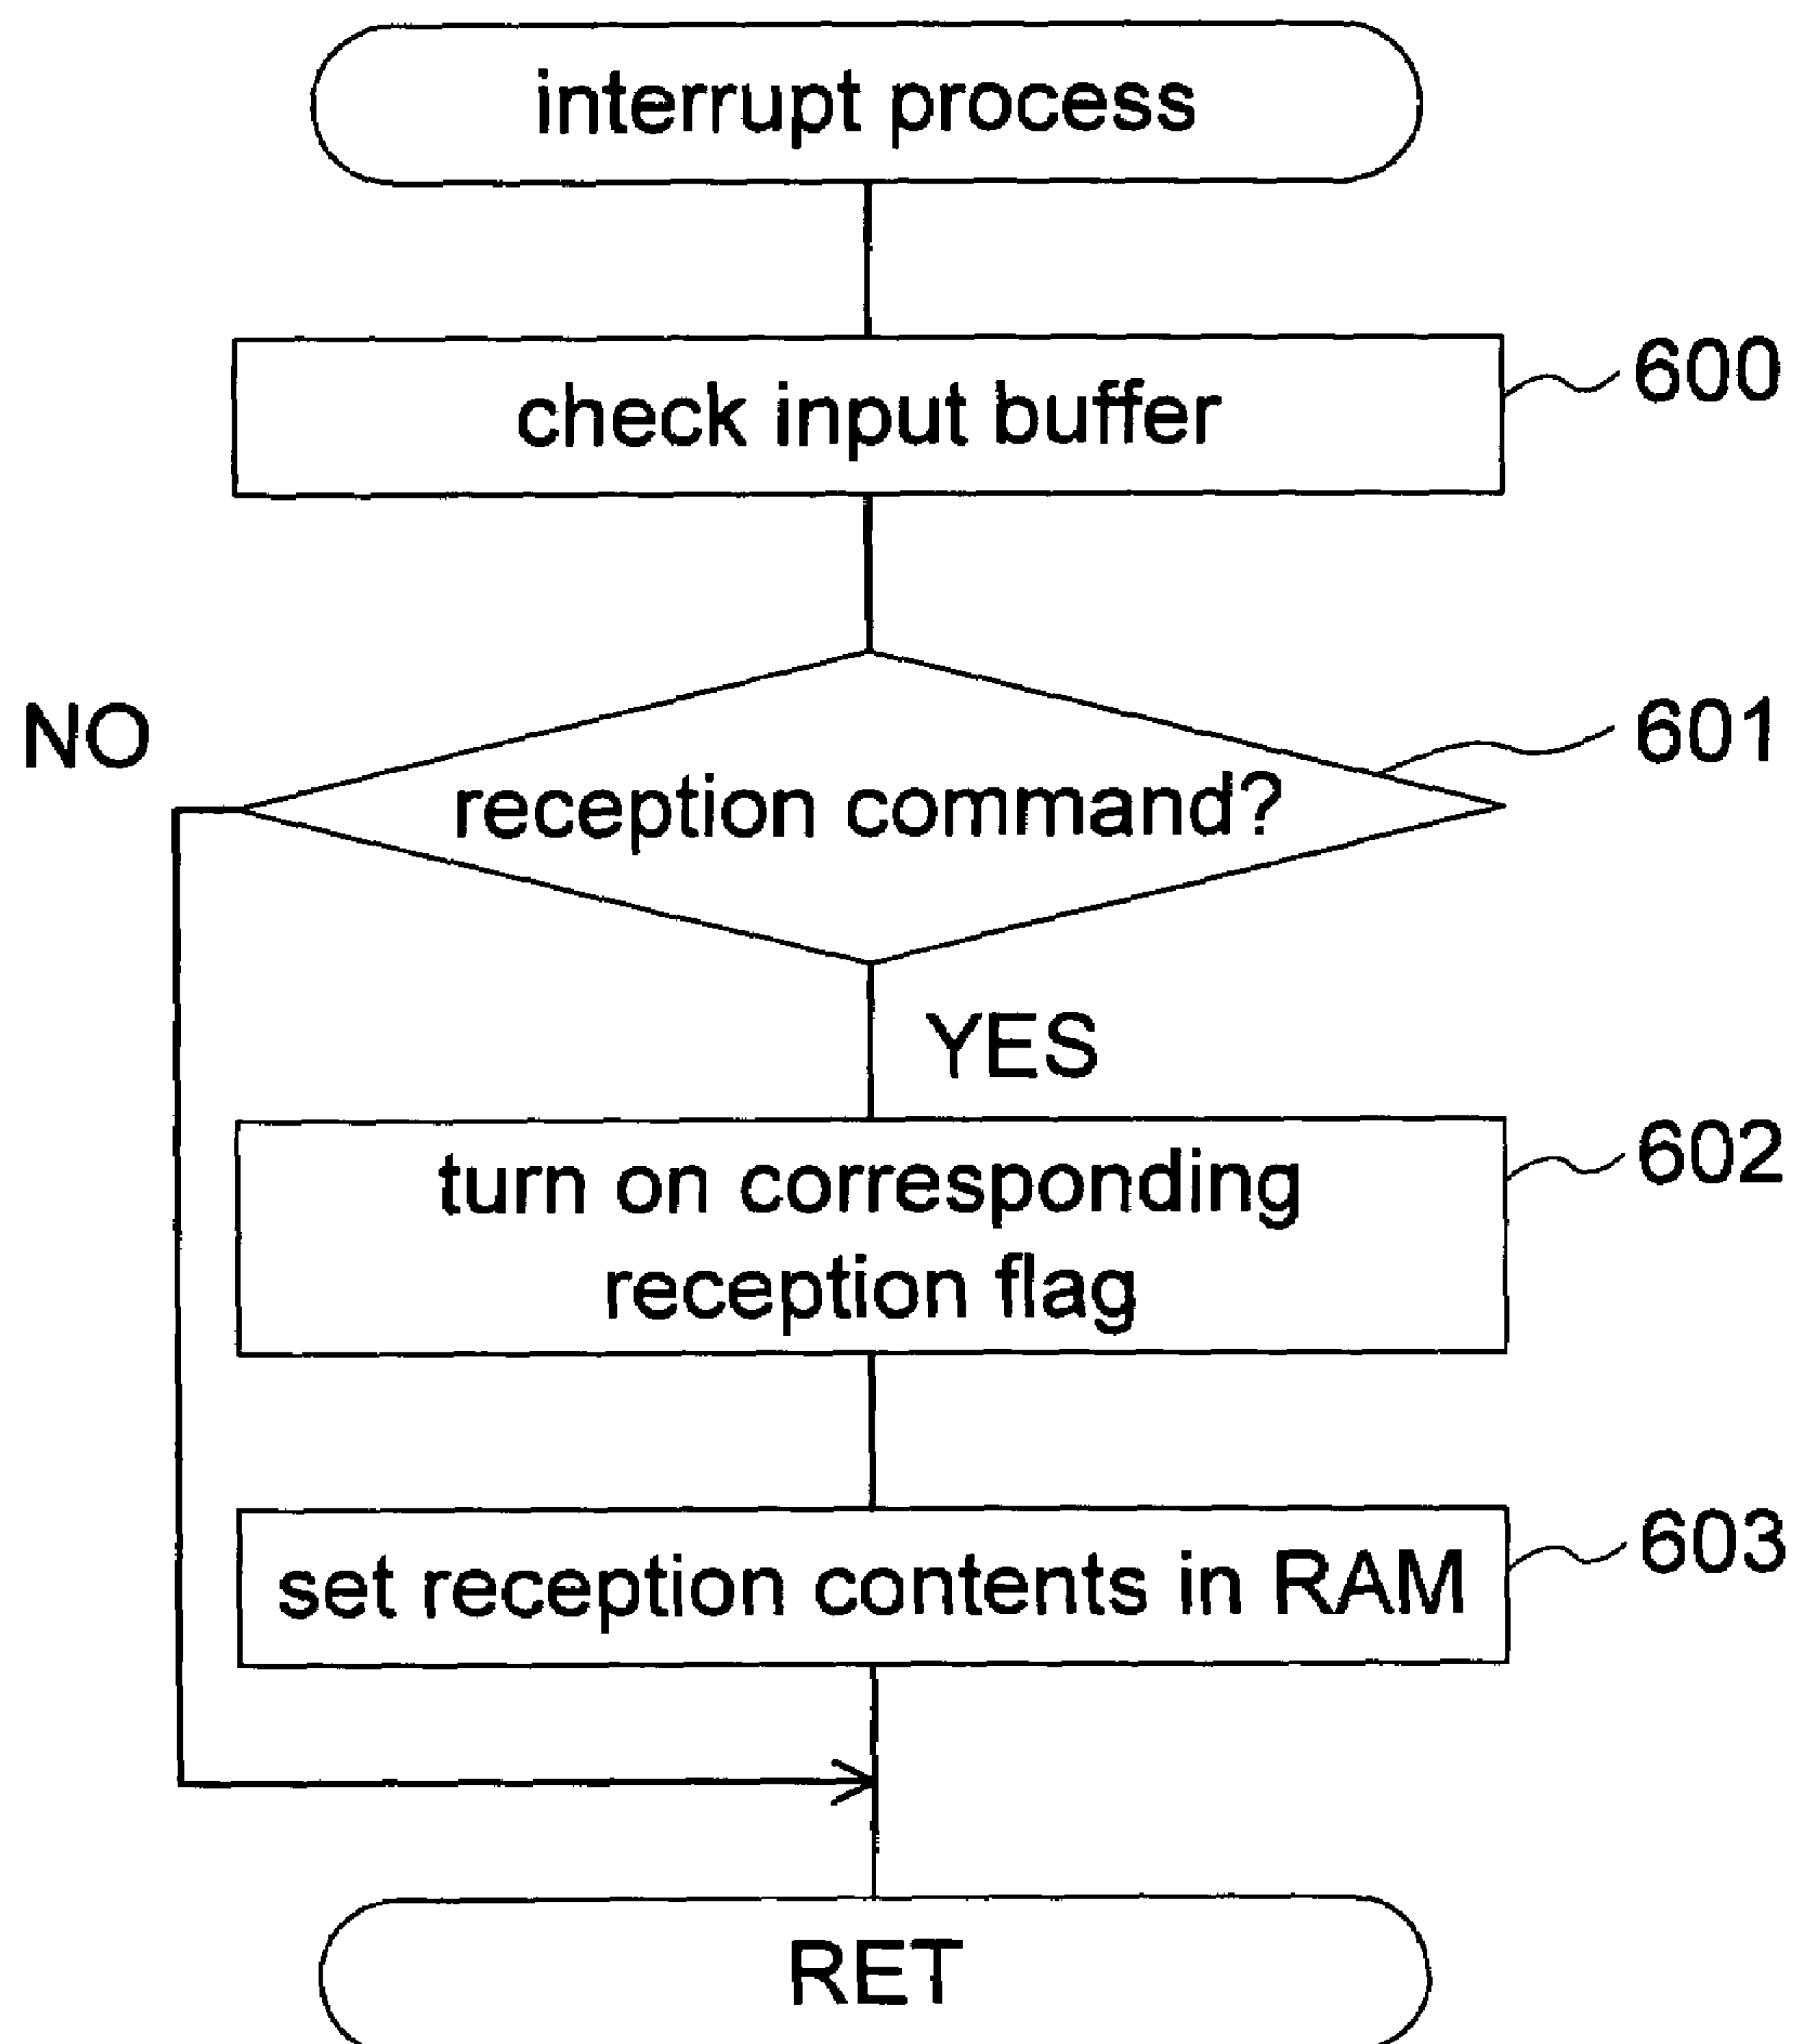 interrupt process
check input buffer
600
NO
reception command?
601
YES
turn on corresponding
reception flag
602
set reception contents in RAM
603
RET